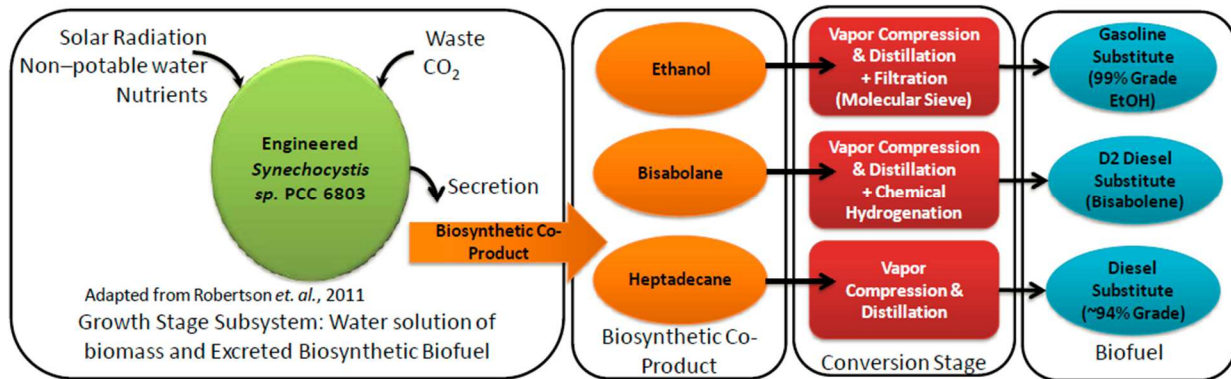 Solar Radiation
Non–potable water
Nutrients
Waste
CO2
Engineered
Synechocystis
sp. PCC 6803
Secretion
Biosynthetic Co-
Product
Adapted from Robertson et. al., 2011
Growth Stage Subsystem: Water solution of
biomass and Excreted Biosynthetic Biofuel
Ethanol
Bisabolane
Heptadecane
Biosynthetic Co-
Product
Vapor Compression
& Distillation
+ Filtration
(Molecular Sieve)
Vapor Compression
& Distillation
+ Chemical
Hydrogenation
Vapor
Compression &
Distillation
Conversion Stage
Gasoline
Substitute
(99% Grade
EtOH)
D2 Diesel
Substitute
(Bisabolene)
Diesel
Substitute
(~94% Grade)
Biofuel